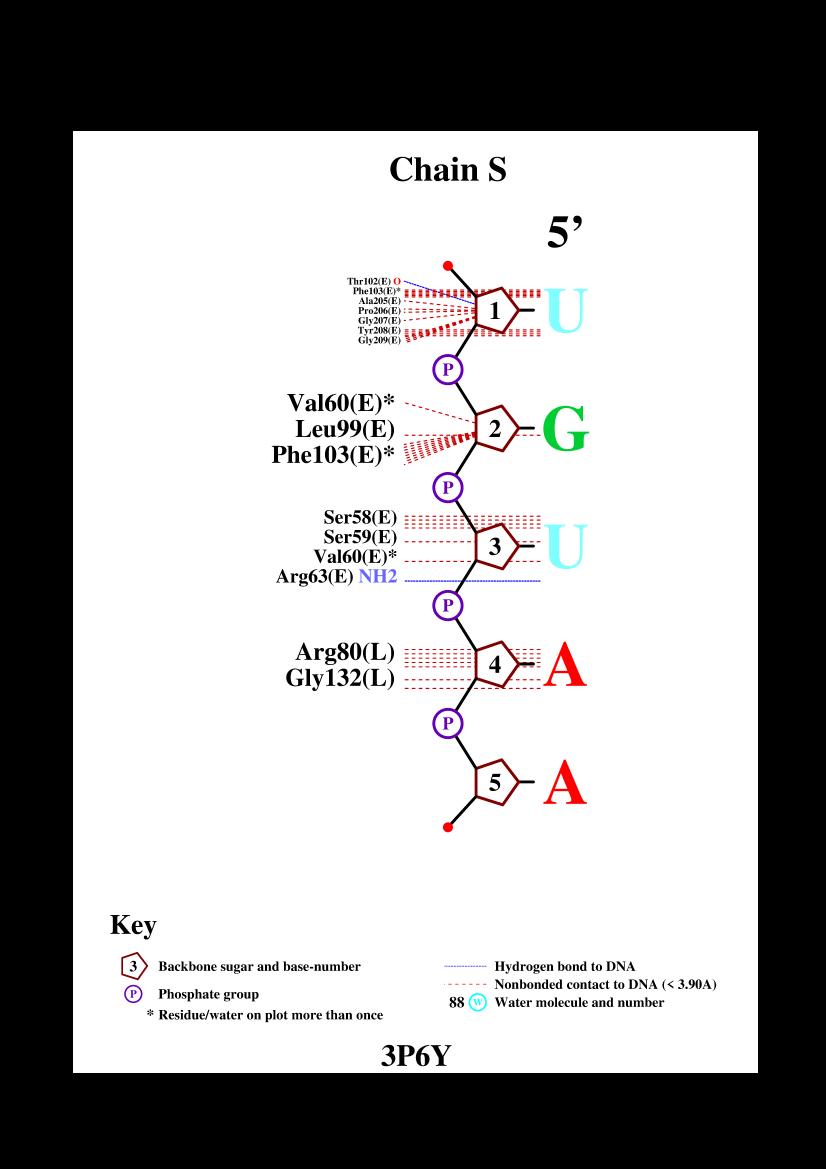 Chain S
5’
Thr102(E) O
Phe103(E)*
Ala205(E)
Pro206(E)
Gly207(E)
Tyr208(E)
Gly209(E)
1 U
P
Val60(E)*
Leu99(E)
Phe103(E)*
2 G
P
Ser58(E)
Ser59(E)
Val60(E)*
Arg63(E) NH2
3 U
P
Arg80(L)
Gly132(L)
4 A
P
5 A
Key
3 Backbone sugar and base-number
P Phosphate group
* Residue/water on plot more than once
Hydrogen bond to DNA
Nonbonded contact to DNA (< 3.90A)
88 W Water molecule and number
3P6Y